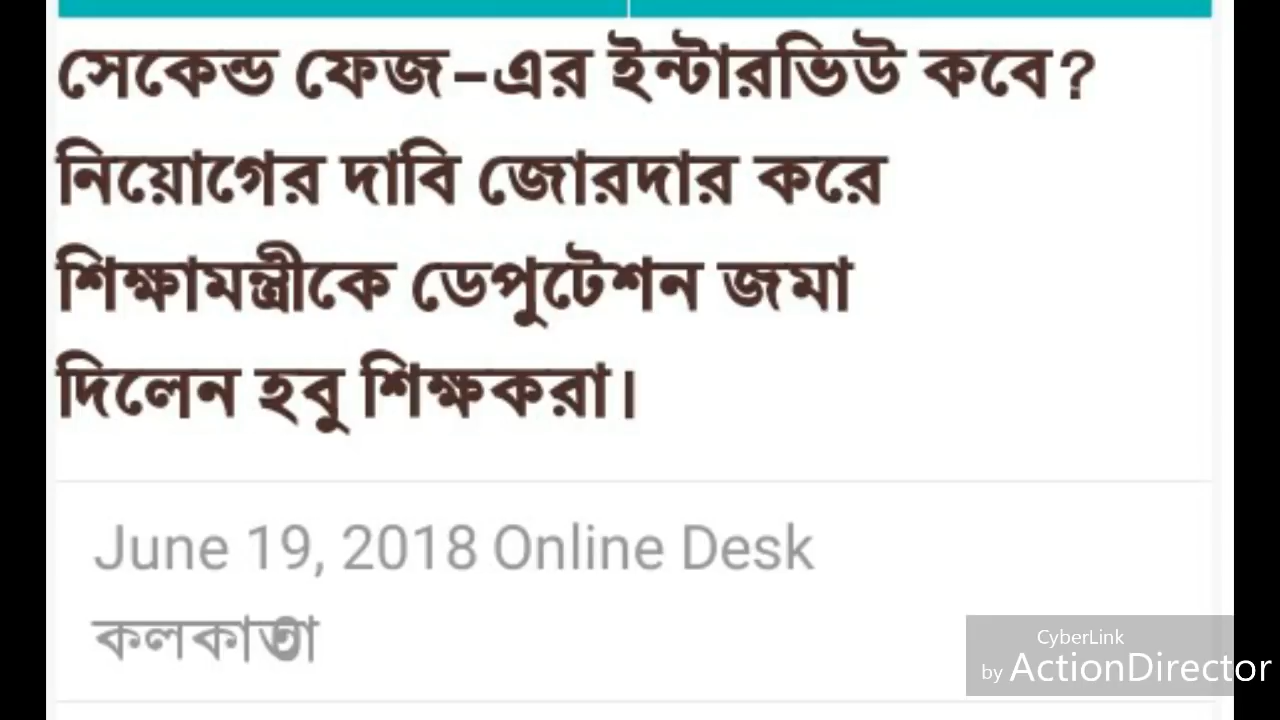 সেকেন্ড ফেজ-এর ইন্টারভিউ কবে?
নিয়োগের দাবি জোরদার করে
শিক্ষামন্ত্রীকে ডেপুটেশন জমা
দিলেন হবু শিক্ষকরা।
June 19, 2018 Online Desk
কলকাতা
CyberLink
by ActionDirector